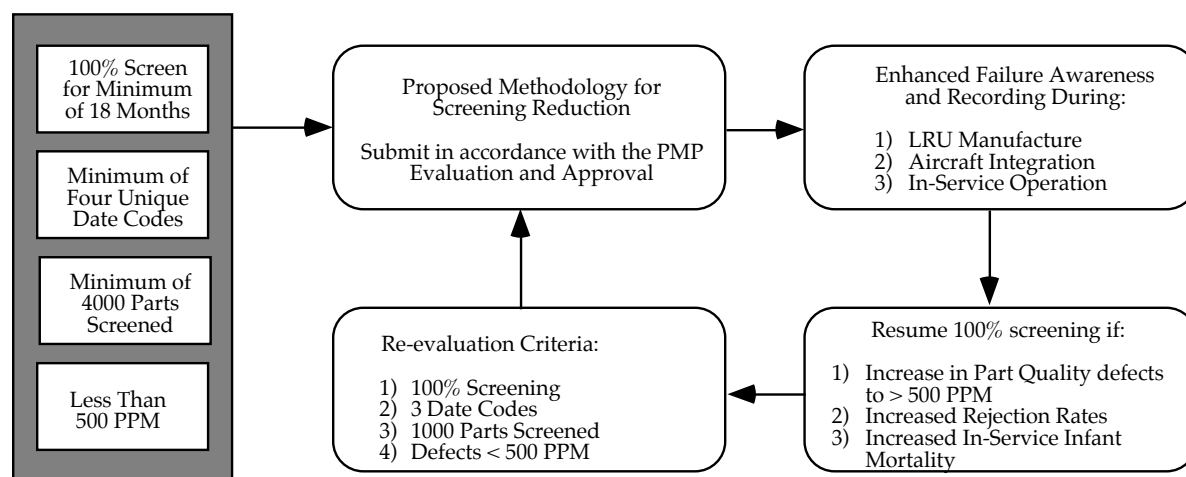 100% Screen
for Minimum
of 18 Months
Minimum of
Four Unique
Date Codes
Minimum of
4000 Parts
Screened
Less Than
500 PPM
Proposed Methodology for
Screening Reduction
Submit in accordance with the PMP
Evaluation and Approval
Enhanced Failure Awareness
and Recording During:
1) LRU Manufacture
2) Aircraft Integration
3) In-Service Operation
Resume 100% screening if:
1) Increase in Part Quality defects
to > 500 PPM
2) Increased Rejection Rates
3) Increased In-Service Infant
Mortality
Re-evaluation Criteria:
1) 100% Screening
2) 3 Date Codes
3) 1000 Parts Screened
4) Defects < 500 PPM